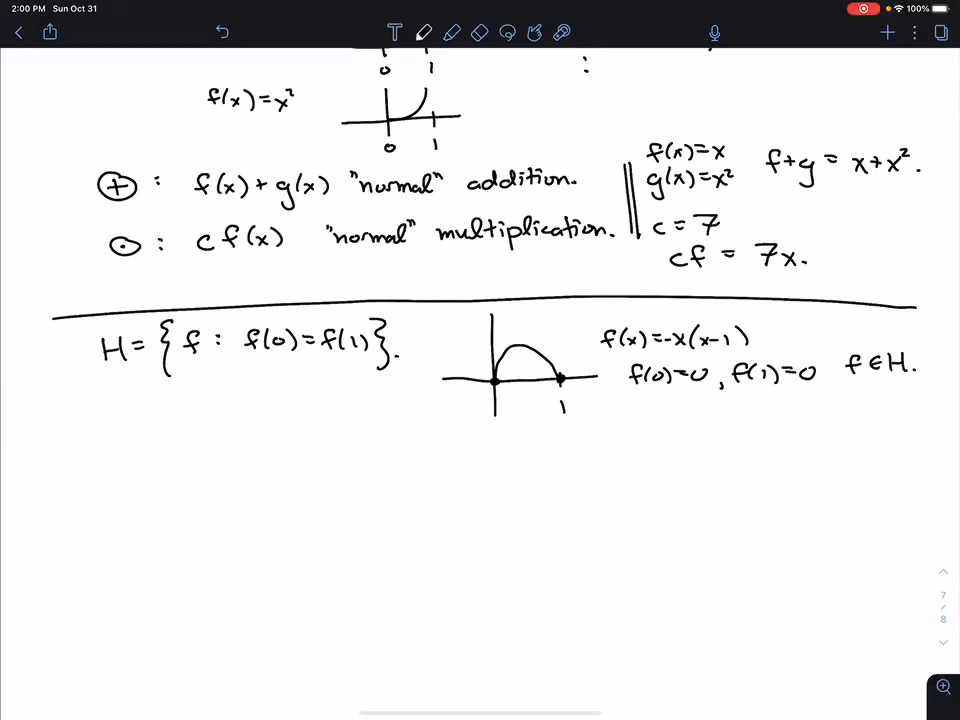 2:00 PM Sun Oct 31
100%
T
0 1
:
f(x)=x²
0 1
⊕ : f(x)+g(x) "normal" addition.
⊙ : c f(x) "normal" multiplication.
f(x)=x
g(x)=x²
f+g = x+x².
c = 7
cf = 7x.
H = { f : f(0)=f(1) }.
1
f(x)=-x(x-1)
f(0)=0, f(1)=0 f∈H.
7
/
8